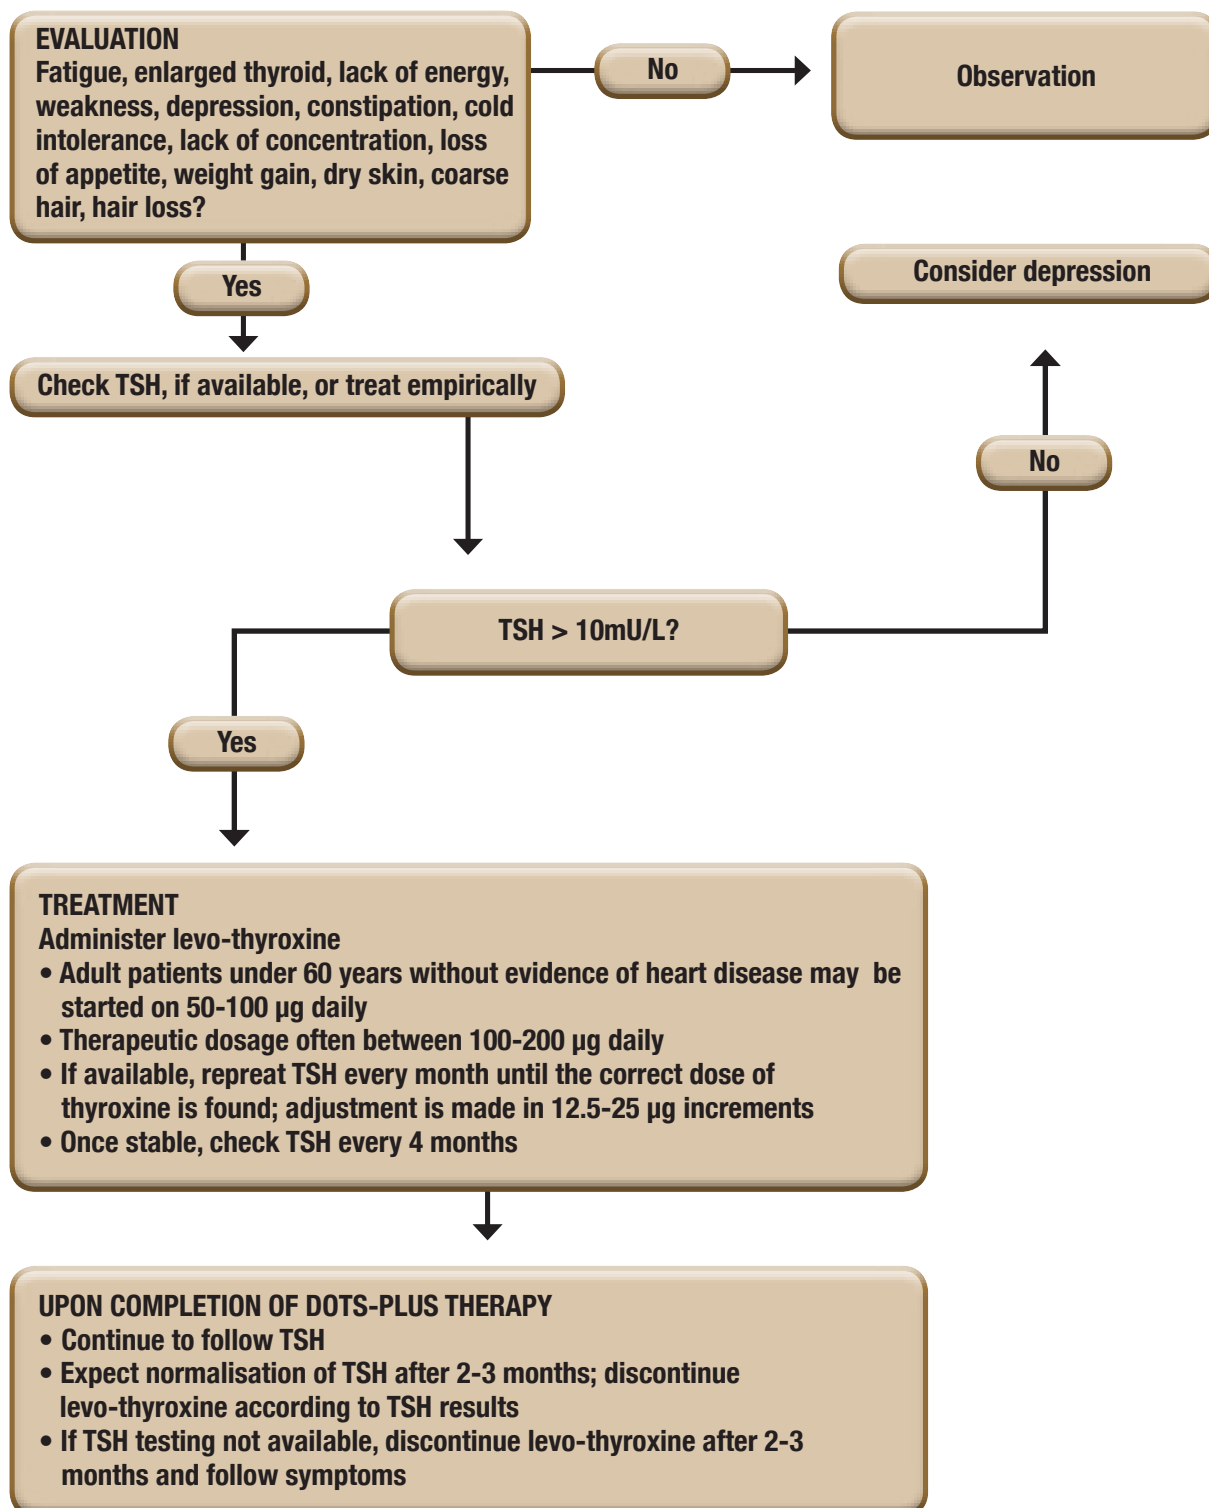 EVALUATION
Fatigue, enlarged thyroid, lack of energy,
weakness, depression, constipation, cold
intolerance, lack of concentration, loss
of appetite, weight gain, dry skin, coarse
hair, hair loss?
No
Observation
Yes
Consider depression
Check TSH, if available, or treat empirically
No
TSH > 10mU/L?
Yes
TREATMENT
Administer levo-thyroxine
• Adult patients under 60 years without evidence of heart disease may be
started on 50-100 µg daily
• Therapeutic dosage often between 100-200 µg daily
• If available, repreat TSH every month until the correct dose of
thyroxine is found; adjustment is made in 12.5-25 µg increments
• Once stable, check TSH every 4 months
UPON COMPLETION OF DOTS-PLUS THERAPY
• Continue to follow TSH
• Expect normalisation of TSH after 2-3 months; discontinue
levo-thyroxine according to TSH results
• If TSH testing not available, discontinue levo-thyroxine after 2-3
months and follow symptoms